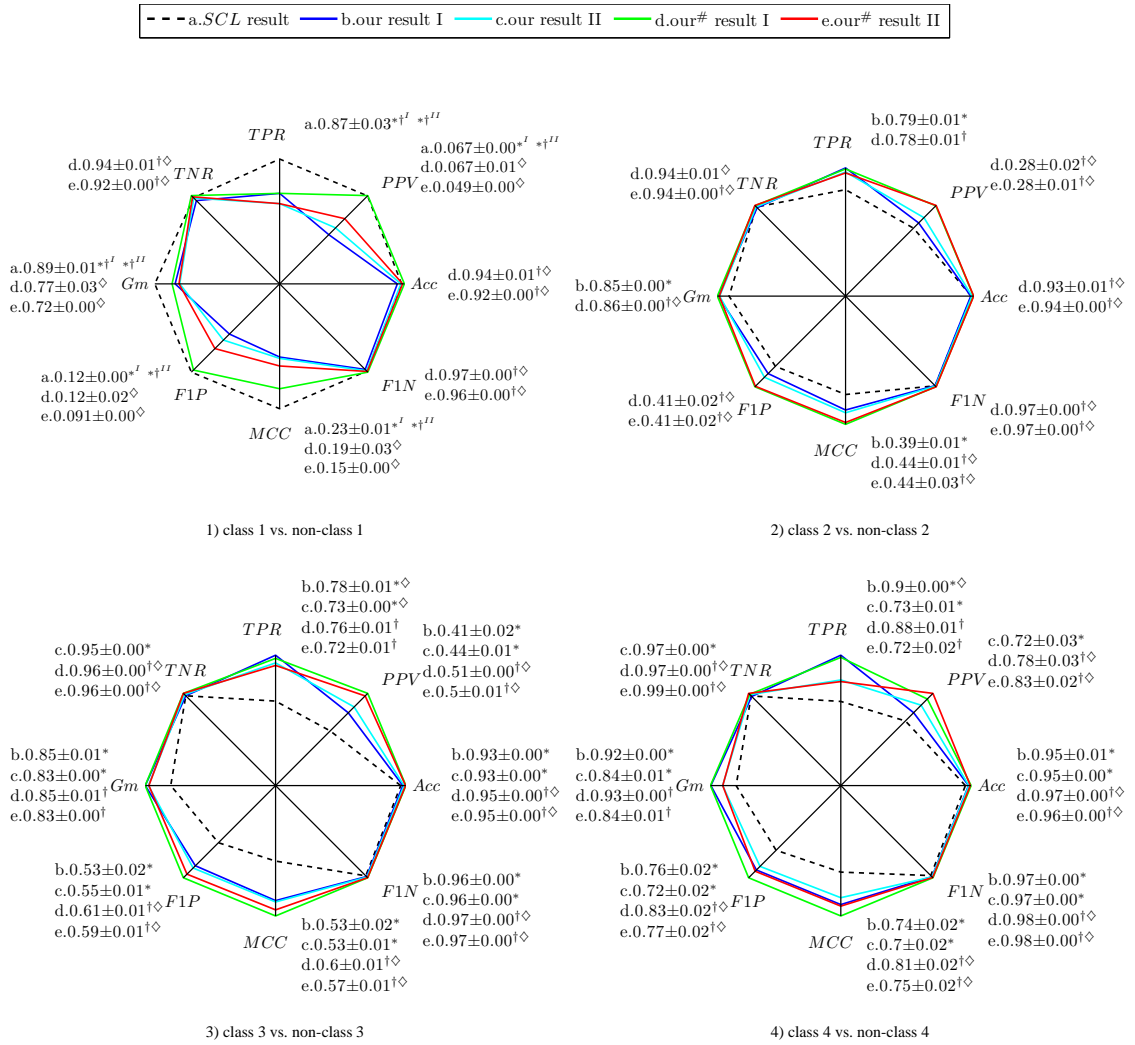 a.SCL result b.our result I c.our result II d.our# result I e.our# result II
TPR
a.0.87±0.03*†I *†II
a.0.067±0.00*I *†II
d.0.067±0.01◇
e.0.049±0.00◇
PPV
d.0.94±0.01†◇
e.0.92±0.00†◇
TNR
a.0.89±0.01*†I *†II
d.0.77±0.03◇
e.0.72±0.00◇
Gm
Acc
d.0.94±0.01†◇
e.0.92±0.00†◇
a.0.12±0.00*I *†II
d.0.12±0.02◇
e.0.091±0.00◇
F1P
F1N
d.0.97±0.00†◇
e.0.96±0.00†◇
MCC
a.0.23±0.01*I *†II
d.0.19±0.03◇
e.0.15±0.00◇
1) class 1 vs. non-class 1
TPR
b.0.79±0.01*
d.0.78±0.01†
d.0.28±0.02†◇
e.0.28±0.01†◇
PPV
d.0.94±0.01◇
e.0.94±0.00†◇
TNR
b.0.85±0.00*
d.0.86±0.00†◇
Gm
Acc
d.0.93±0.01†◇
e.0.94±0.00†◇
d.0.41±0.02†◇
e.0.41±0.02†◇
F1P
F1N
d.0.97±0.00†◇
e.0.97±0.00†◇
MCC
b.0.39±0.01*
d.0.44±0.01†◇
e.0.44±0.03†◇
2) class 2 vs. non-class 2
TPR
b.0.78±0.01*◇
c.0.73±0.00*◇
d.0.76±0.01†
e.0.72±0.01†
b.0.41±0.02*
c.0.44±0.01*
d.0.51±0.00†◇
e.0.5±0.01†◇
PPV
c.0.95±0.00*
d.0.96±0.00†◇
e.0.96±0.00†◇
TNR
b.0.85±0.01*
c.0.83±0.00*
d.0.85±0.01†
e.0.83±0.00†
Gm
Acc
b.0.93±0.00*
c.0.93±0.00*
d.0.95±0.00†◇
e.0.95±0.00†◇
b.0.53±0.02*
c.0.55±0.01*
d.0.61±0.01†◇
e.0.59±0.01†◇
F1P
F1N
b.0.96±0.00*
c.0.96±0.00*
d.0.97±0.00†◇
e.0.97±0.00†◇
MCC
b.0.53±0.02*
c.0.53±0.01*
d.0.6±0.01†◇
e.0.57±0.01†◇
3) class 3 vs. non-class 3
TPR
b.0.9±0.00*◇
c.0.73±0.01*
d.0.88±0.01†
e.0.72±0.02†
c.0.72±0.03*
d.0.78±0.03†◇
e.0.83±0.02†◇
PPV
c.0.97±0.00*
d.0.97±0.00†◇
e.0.99±0.00†◇
TNR
b.0.92±0.00*
c.0.84±0.01*
d.0.93±0.00†
e.0.84±0.01†
Gm
Acc
b.0.95±0.01*
c.0.95±0.00*
d.0.97±0.00†◇
e.0.96±0.00†◇
b.0.76±0.02*
c.0.72±0.02*
d.0.83±0.02†◇
e.0.77±0.02†◇
F1P
F1N
b.0.97±0.00*
c.0.97±0.00*
d.0.98±0.00†◇
e.0.98±0.00†◇
MCC
b.0.74±0.02*
c.0.7±0.02*
d.0.81±0.02†◇
e.0.75±0.02†◇
4) class 4 vs. non-class 4